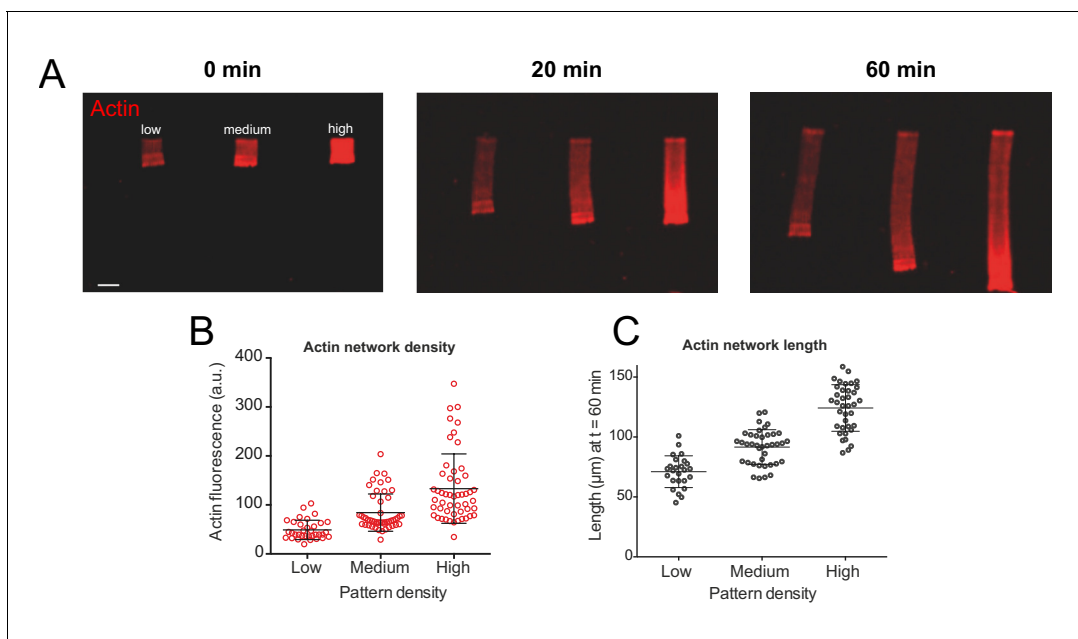 A
0 min
20 min
60 min
Actin
low
medium
high
B
Actin network density
Actin fluorescence (a.u.)
400
300
200
100
0
Low
Medium
High
Pattern density
C
Actin network length
Length (µm) at t = 60 min
150
100
50
0
Low
Medium
High
Pattern density